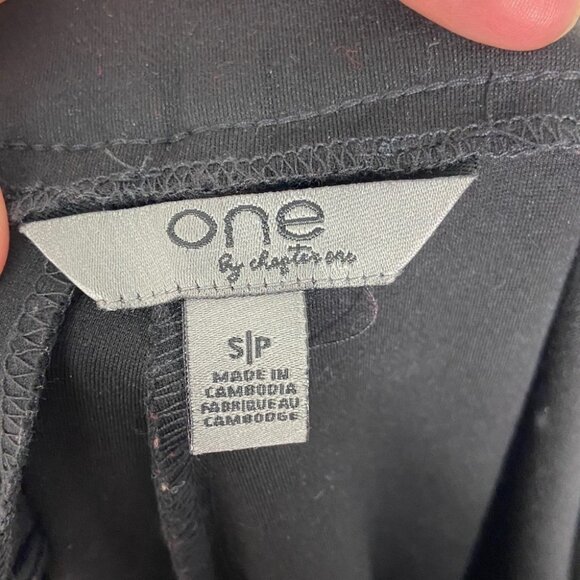 one
By chapter one
S|P
MADE IN
CAMBODIA
FABRIQUE AU
CAMBODGE